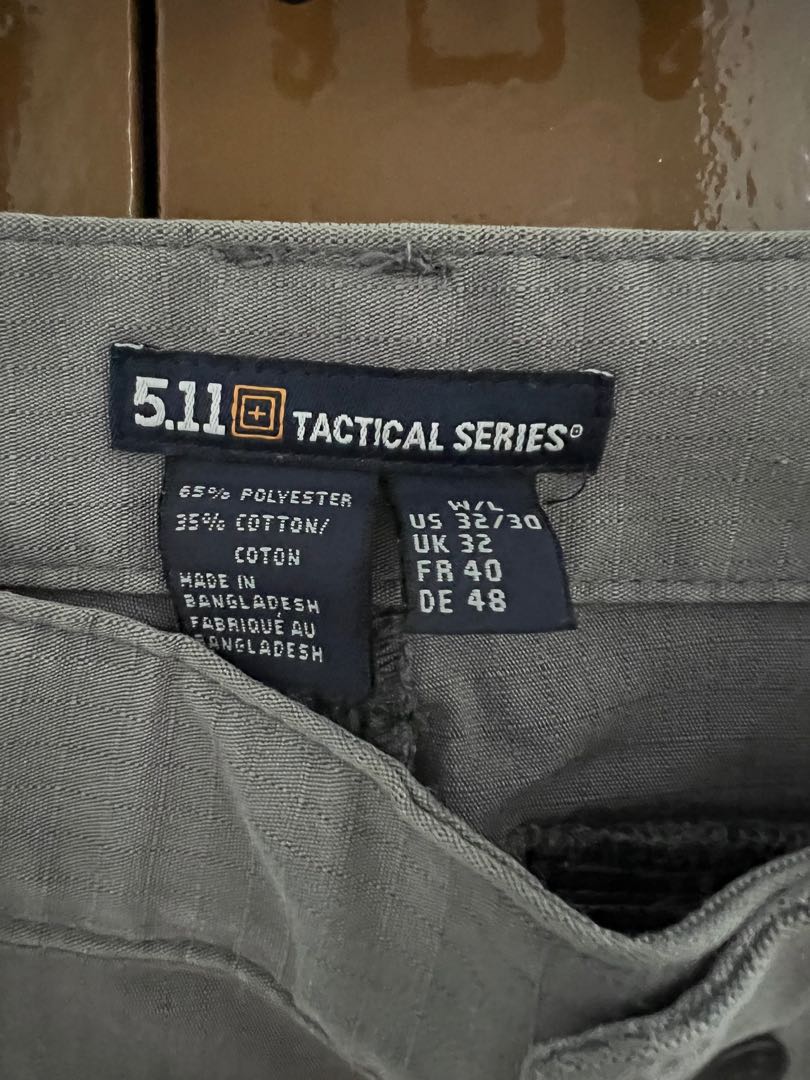 5.11 TACTICAL SERIES®
65% POLYESTER
35% COTTON/
COTON
MADE IN
BANGLADESH
FABRIQUÉ AU
BANGLADESH
W/L
US 32/30
UK 32
FR 40
DE 48